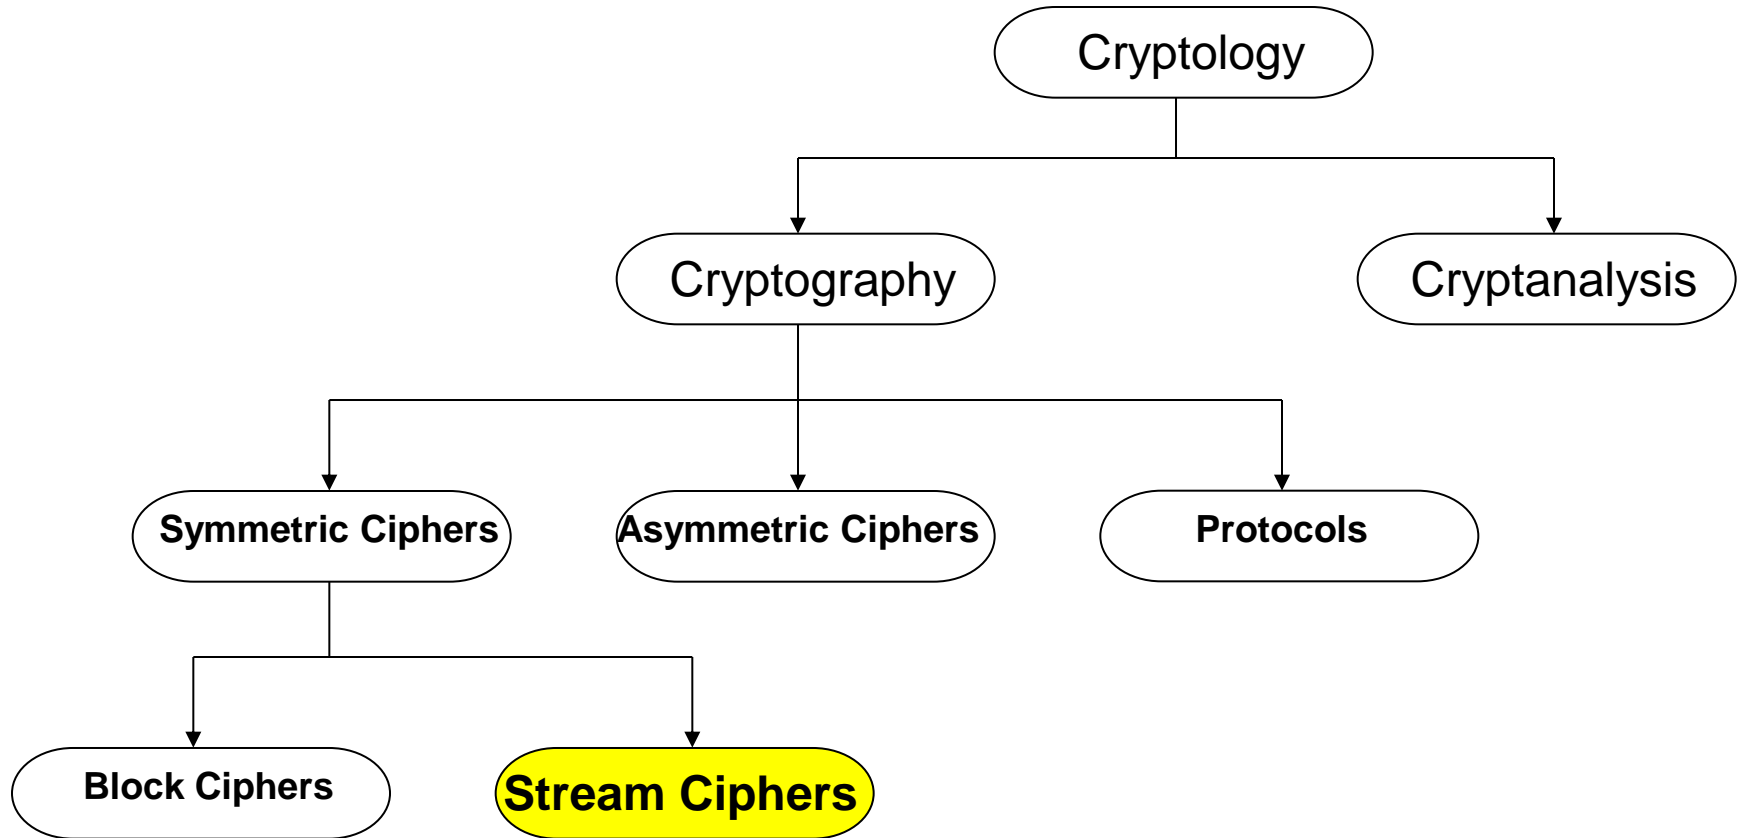 Cryptology
Cryptography
Cryptanalysis
Symmetric Ciphers
Asymmetric Ciphers
Protocols
Block Ciphers
Stream Ciphers